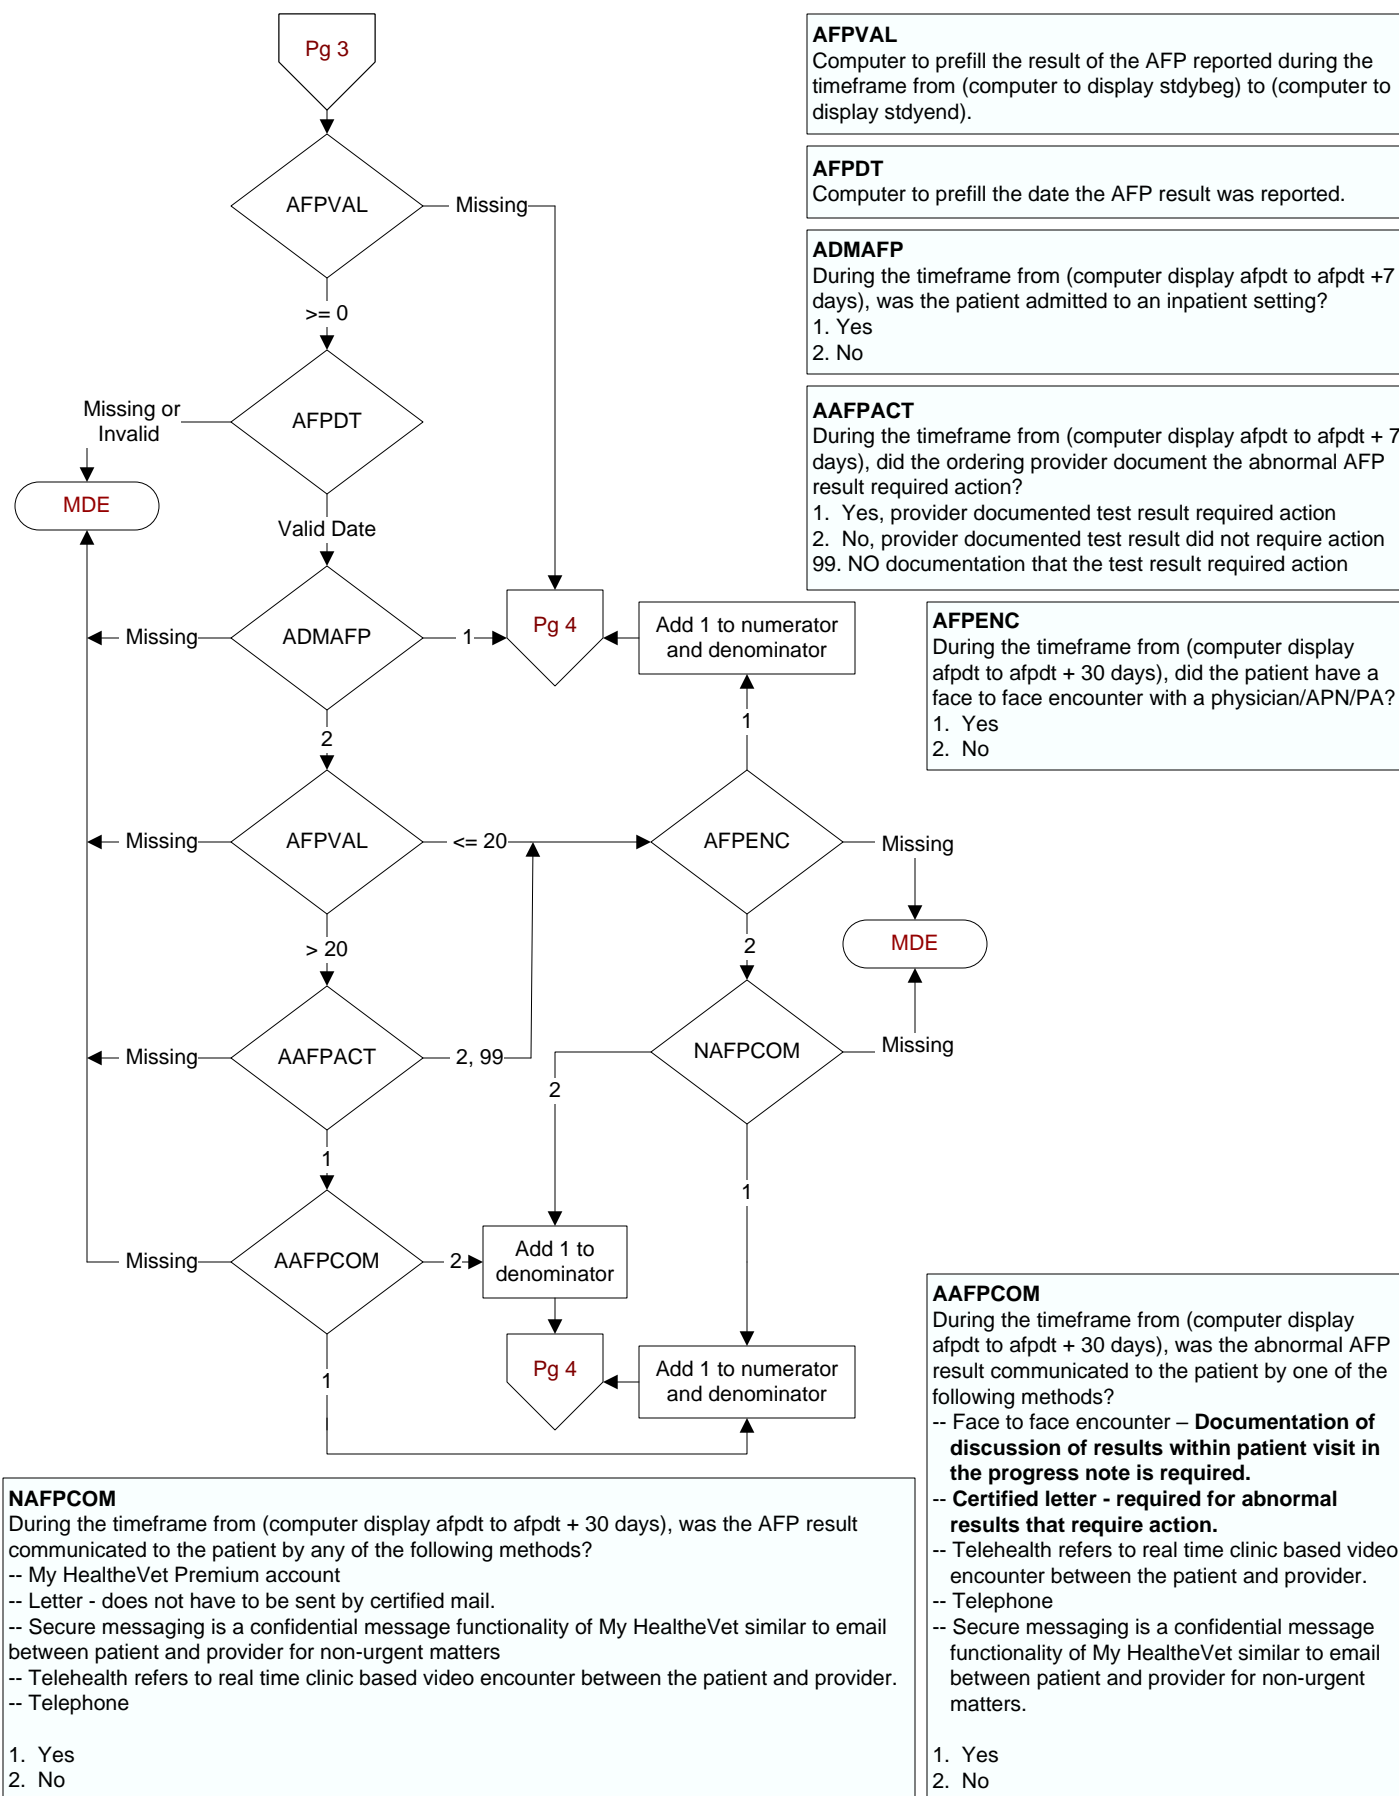 Pg 3
AFPVAL
Missing
>= 0
AFPDT
Missing or
Invalid
MDE
Valid Date
ADMAFP
Missing
1
Pg 4
Add 1 to numerator
and denominator
2
1
AFPVAL
Missing
<= 20
AFPENC
Missing
MDE
> 20
2
AAFPACT
Missing
2, 99
NAFPCOM
Missing
2
1
1
AAFPCOM
Missing
2
Add 1 to
denominator
1
Pg 4
Add 1 to numerator
and denominator
AFPVAL
Computer to prefill the result of the AFP reported during the
timeframe from (computer to display stdybeg) to (computer to
display stdyend).
AFPDT
Computer to prefill the date the AFP result was reported.
ADMAFP
During the timeframe from (computer display afpdt to afpdt +7
days), was the patient admitted to an inpatient setting?
1. Yes
2. No
AAFPACT
During the timeframe from (computer display afpdt to afpdt + 7
days), did the ordering provider document the abnormal AFP
result required action?
1. Yes, provider documented test result required action
2. No, provider documented test result did not require action
99. NO documentation that the test result required action
AFPENC
During the timeframe from (computer display
afpdt to afpdt + 30 days), did the patient have a
face to face encounter with a physician/APN/PA?
1. Yes
2. No
AAFPCOM
During the timeframe from (computer display
afpdt to afpdt + 30 days), was the abnormal AFP
result communicated to the patient by one of the
following methods?
-- Face to face encounter – Documentation of
discussion of results within patient visit in
the progress note is required.
-- Certified letter - required for abnormal
results that require action.
-- Telehealth refers to real time clinic based video
encounter between the patient and provider.
-- Telephone
-- Secure messaging is a confidential message
functionality of My HealtheVet similar to email
between patient and provider for non-urgent
matters.
1. Yes
2. No
NAFPCOM
During the timeframe from (computer display afpdt to afpdt + 30 days), was the AFP result
communicated to the patient by any of the following methods?
-- My HealtheVet Premium account
-- Letter - does not have to be sent by certified mail.
-- Secure messaging is a confidential message functionality of My HealtheVet similar to email
between patient and provider for non-urgent matters
-- Telehealth refers to real time clinic based video encounter between the patient and provider.
-- Telephone
1. Yes
2. No